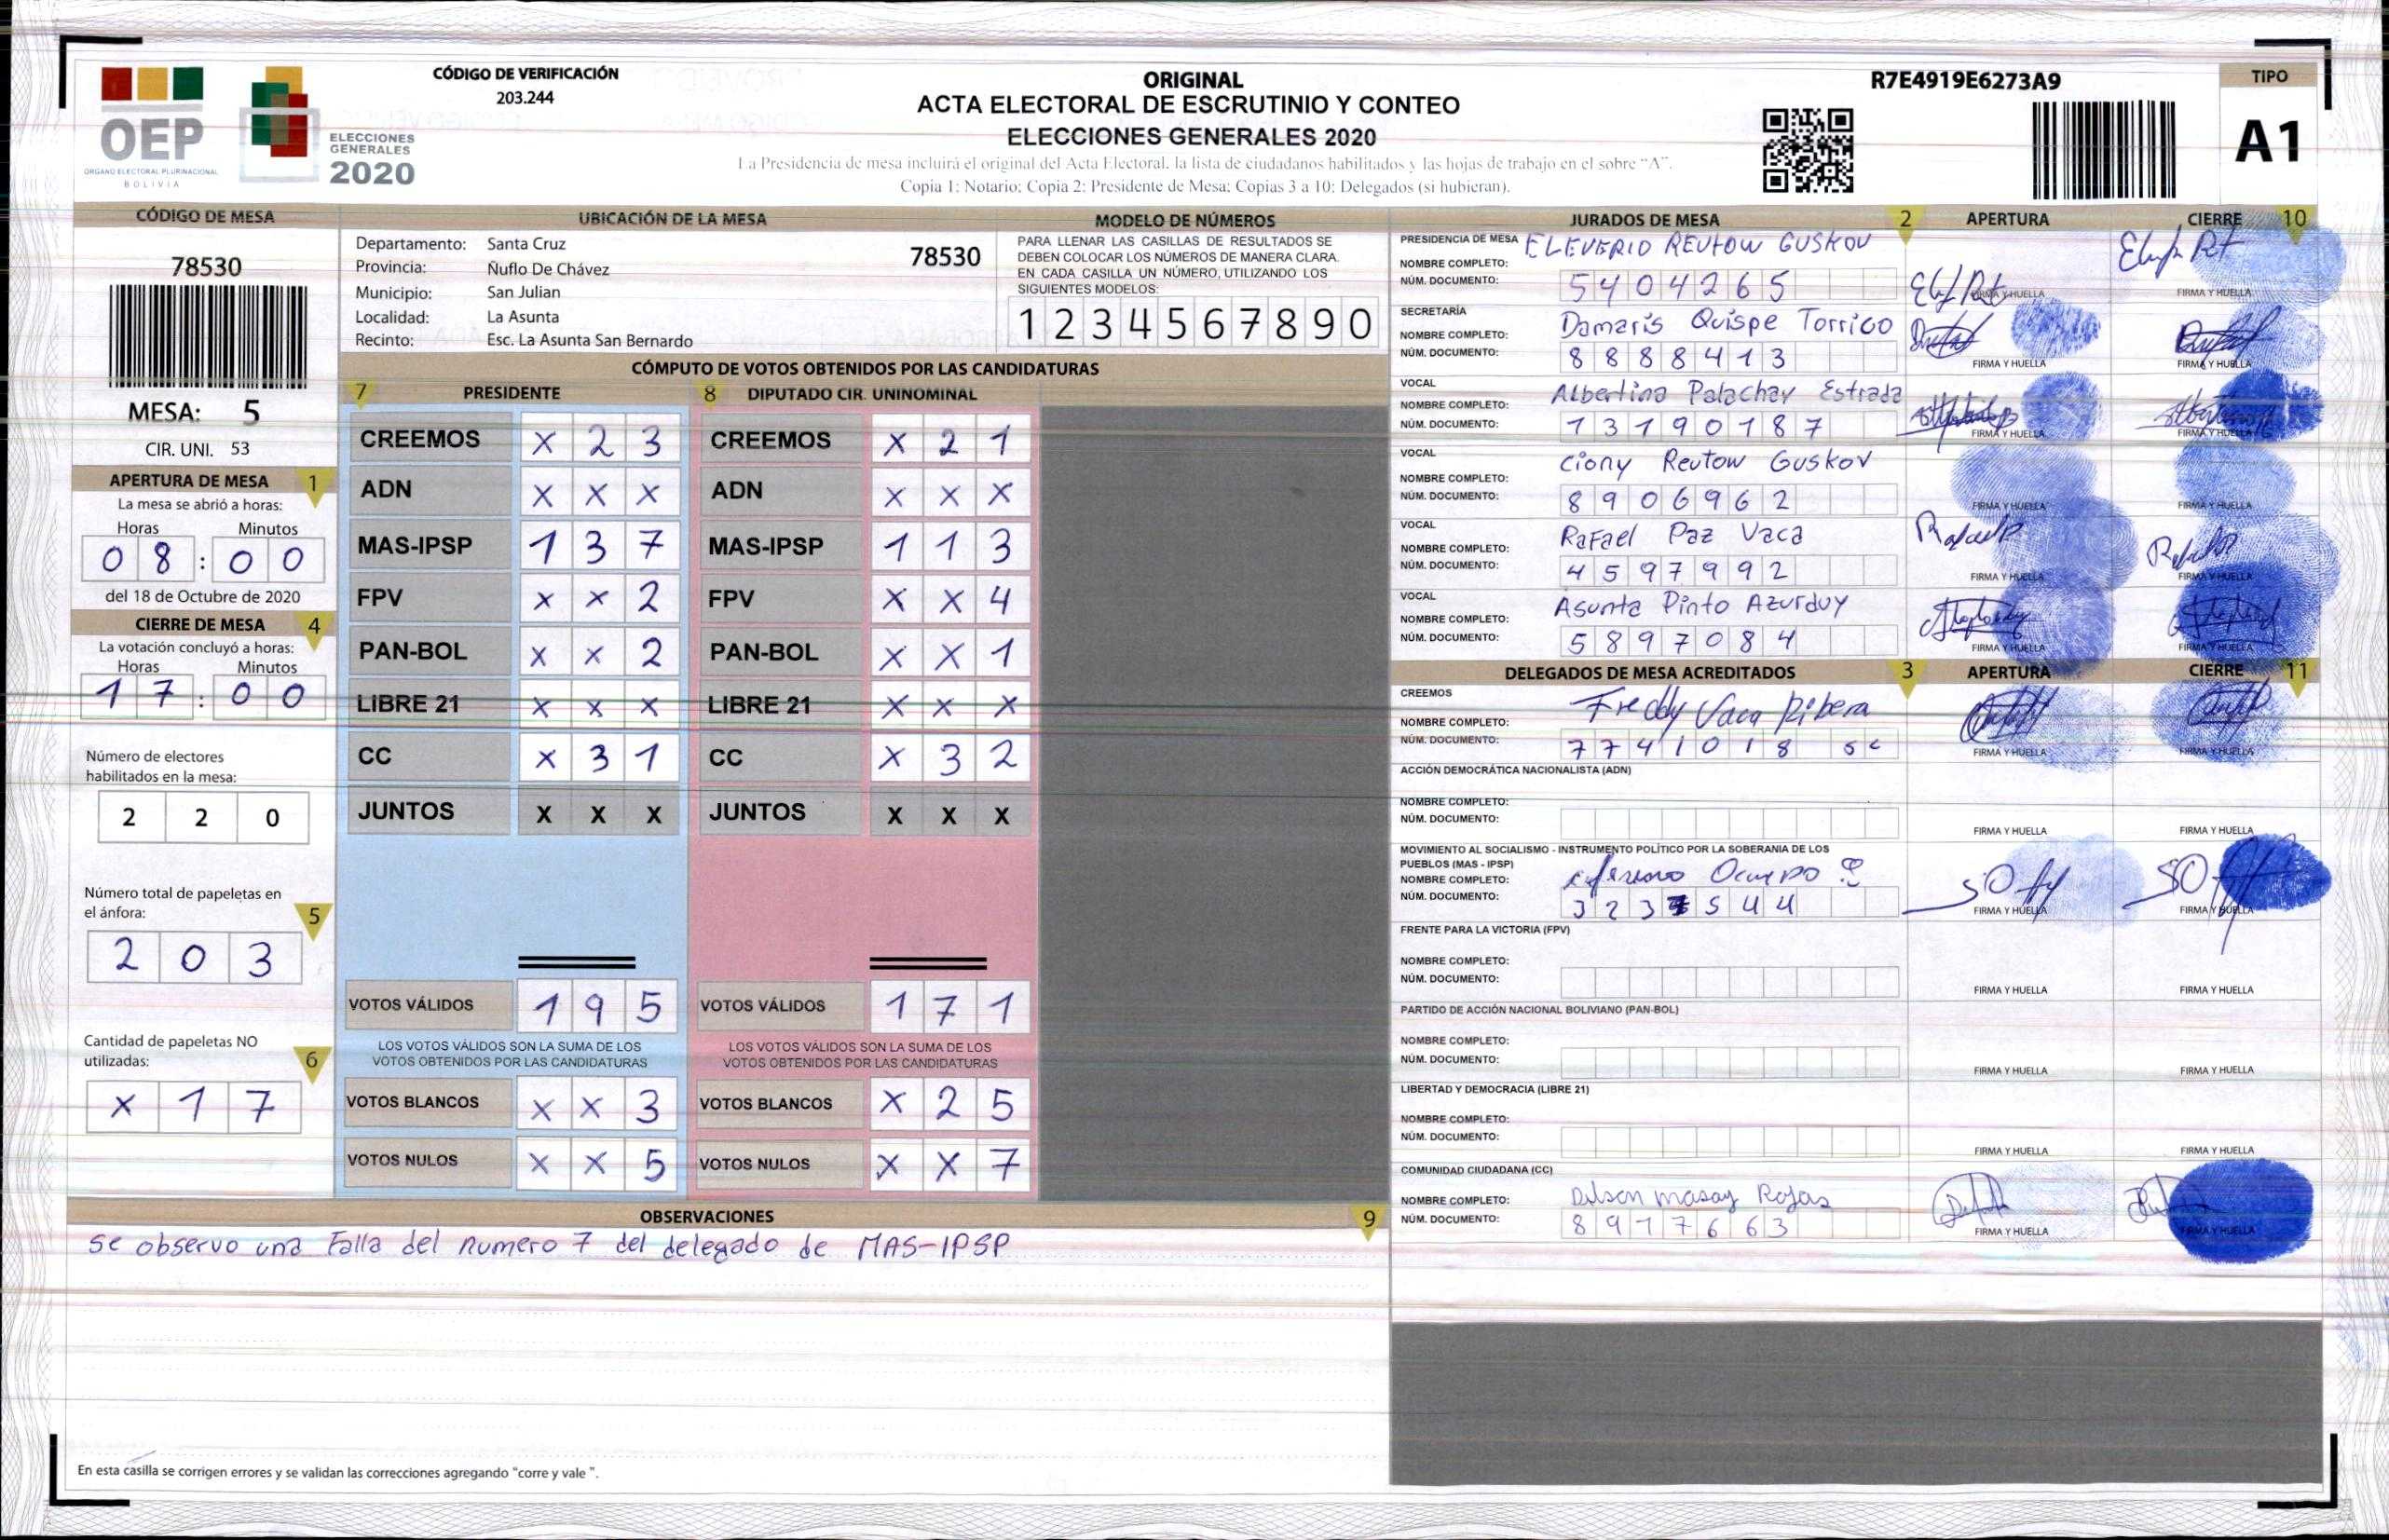 CÓDIGO DE VERIFICACIÓN
203.244
OEP
ÓRGANO ELECTORAL PLURINACIONAL
BOLIVIA
ELECCIONES
GENERALES
2020
ORIGINAL
ACTA ELECTORAL DE ESCRUTINIO Y CONTEO
ELECCIONES GENERALES 2020
La Presidencia de mesa incluirá el original del Acta Electoral, la lista de ciudadanos habilitados y las hojas de trabajo en el sobre “A”.
Copia 1: Notario; Copia 2: Presidente de Mesa; Copias 3 a 10: Delegados (si hubieran).
R7E4919E6273A9
TIPO
A1
CÓDIGO DE MESA
78530
MESA: 5
CIR. UNI. 53
APERTURA DE MESA 1
La mesa se abrió a horas:
Horas Minutos
0 8 : 0 0
del 18 de Octubre de 2020
CIERRE DE MESA 4
La votación concluyó a horas:
Horas Minutos
1 7 : 0 0
Número de electores
habilitados en la mesa:
2 2 0
Número total de papeletas en
el ánfora: 5
2 0 3
Cantidad de papeletas NO
utilizadas: 6
X 1 7
UBICACIÓN DE LA MESA
Departamento: Santa Cruz 78530
Provincia: Ñuflo De Chávez
Municipio: San Julian
Localidad: La Asunta
Recinto: Esc. La Asunta San Bernardo
MODELO DE NÚMEROS
PARA LLENAR LAS CASILLAS DE RESULTADOS SE
DEBEN COLOCAR LOS NÚMEROS DE MANERA CLARA.
EN CADA CASILLA UN NÚMERO, UTILIZANDO LOS
SIGUIENTES MODELOS:
1 2 3 4 5 6 7 8 9 0
CÓMPUTO DE VOTOS OBTENIDOS POR LAS CANDIDATURAS
7 PRESIDENTE
CREEMOS X 2 3
ADN X X X
MAS-IPSP 1 3 7
FPV X X 2
PAN-BOL X X 2
LIBRE 21 X X X
CC X 3 1
JUNTOS X X X
VOTOS VÁLIDOS 1 9 5
LOS VOTOS VÁLIDOS SON LA SUMA DE LOS
VOTOS OBTENIDOS POR LAS CANDIDATURAS
VOTOS BLANCOS X X 3
VOTOS NULOS X X 5
8 DIPUTADO CIR. UNINOMINAL
CREEMOS X 2 1
ADN X X X
MAS-IPSP 1 1 3
FPV X X 4
PAN-BOL X X 1
LIBRE 21 X X X
CC X 3 2
JUNTOS X X X
VOTOS VÁLIDOS 1 7 1
LOS VOTOS VÁLIDOS SON LA SUMA DE LOS
VOTOS OBTENIDOS POR LAS CANDIDATURAS
VOTOS BLANCOS X 2 5
VOTOS NULOS X X 7
OBSERVACIONES 9
Se observo una Falla del numero 7 del delegado de MAS-IPSP
En esta casilla se corrigen errores y se validan las correcciones agregando “corre y vale ”.
JURADOS DE MESA 2 APERTURA CIERRE 10
PRESIDENCIA DE MESA ELEVERIO REUTOW GUSKOV
NOMBRE COMPLETO:
NÚM. DOCUMENTO: 5 4 0 4 2 6 5 FIRMA Y HUELLA FIRMA Y HUELLA
SECRETARÍA
NOMBRE COMPLETO: Damaris Quispe Torrico
NÚM. DOCUMENTO: 8 8 8 8 4 1 3 FIRMA Y HUELLA FIRMA Y HUELLA
VOCAL
NOMBRE COMPLETO: Albertina Palachay Estrada
NÚM. DOCUMENTO: 1 3 1 9 0 1 8 7 FIRMA Y HUELLA FIRMA Y HUELLA
VOCAL
NOMBRE COMPLETO: Ciony Reutow Guskov
NÚM. DOCUMENTO: 8 9 0 6 9 6 2 FIRMA Y HUELLA FIRMA Y HUELLA
VOCAL
NOMBRE COMPLETO: Rafael Paz Vaca
NÚM. DOCUMENTO: 4 5 9 7 9 9 2 FIRMA Y HUELLA FIRMA Y HUELLA
VOCAL
NOMBRE COMPLETO: Asunta Pinto Azurduy
NÚM. DOCUMENTO: 5 8 9 7 0 8 4 FIRMA Y HUELLA FIRMA Y HUELLA
DELEGADOS DE MESA ACREDITADOS 3 APERTURA CIERRE 11
CREEMOS
NOMBRE COMPLETO: Freddy Vaca Ribera
NÚM. DOCUMENTO: 7 7 4 1 0 1 8 FIRMA Y HUELLA FIRMA Y HUELLA
ACCIÓN DEMOCRÁTICA NACIONALISTA (ADN)
NOMBRE COMPLETO:
NÚM. DOCUMENTO: FIRMA Y HUELLA FIRMA Y HUELLA
MOVIMIENTO AL SOCIALISMO - INSTRUMENTO POLÍTICO POR LA SOBERANIA DE LOS
PUEBLOS (MAS - IPSP)
NOMBRE COMPLETO: Ocampo
NÚM. DOCUMENTO: 3 2 3 7 5 4 4 FIRMA Y HUELLA FIRMA Y HUELLA
FRENTE PARA LA VICTORIA (FPV)
NOMBRE COMPLETO:
NÚM. DOCUMENTO: FIRMA Y HUELLA FIRMA Y HUELLA
PARTIDO DE ACCIÓN NACIONAL BOLIVIANO (PAN-BOL)
NOMBRE COMPLETO:
NÚM. DOCUMENTO: FIRMA Y HUELLA FIRMA Y HUELLA
LIBERTAD Y DEMOCRACIA (LIBRE 21)
NOMBRE COMPLETO:
NÚM. DOCUMENTO: FIRMA Y HUELLA FIRMA Y HUELLA
COMUNIDAD CIUDADANA (CC)
NOMBRE COMPLETO: masay Rojas
NÚM. DOCUMENTO: 8 9 1 7 6 6 3 FIRMA Y HUELLA FIRMA Y HUELLA